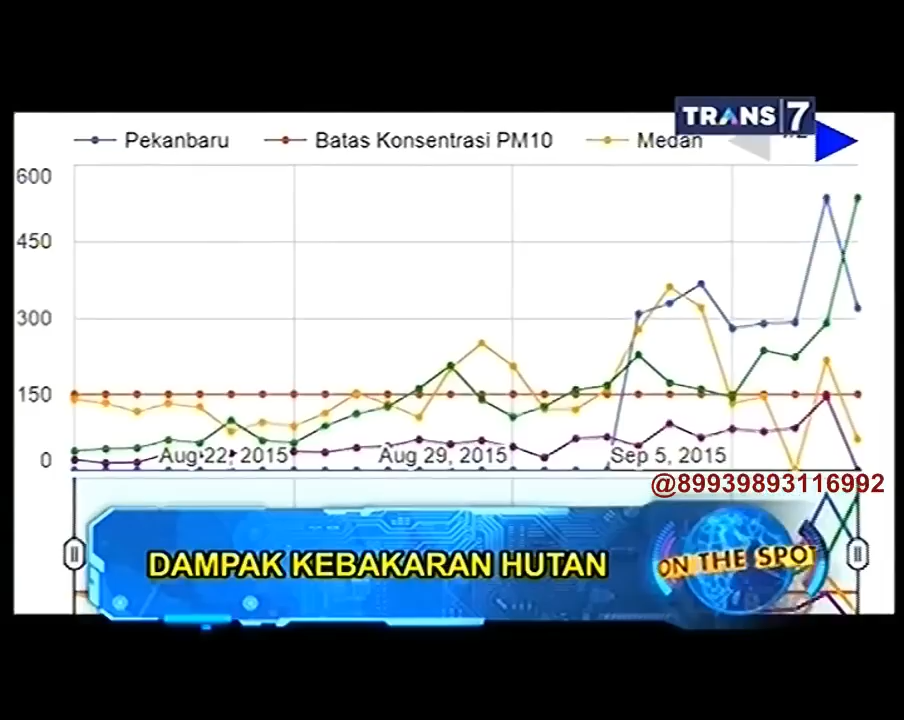 TRANS 7
Pekanbaru Batas Konsentrasi PM10 Medan
600
450
300
150
0
Aug 22, 2015 Aug 29, 2015 Sep 5, 2015
@89939893116992
DAMPAK KEBAKARAN HUTAN
ON THE SPOT